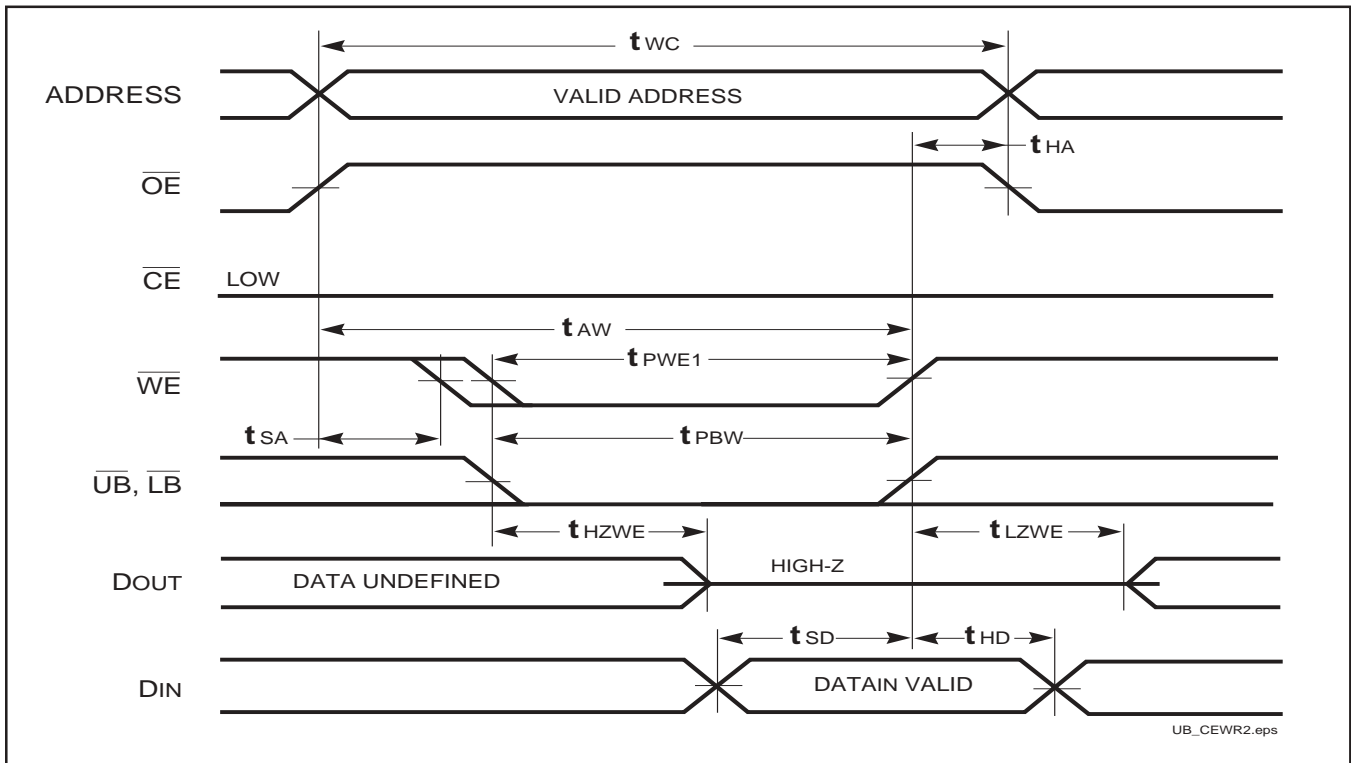 tWC
ADDRESS
VALID ADDRESS
tHA
OE
CE
LOW
tAW
tPWE1
WE
tSA
tPBW
UB, LB
tHZWE
tLZWE
HIGH-Z
DOUT
DATA UNDEFINED
tSD
tHD
DIN
DATAIN VALID
UB_CEWR2.eps